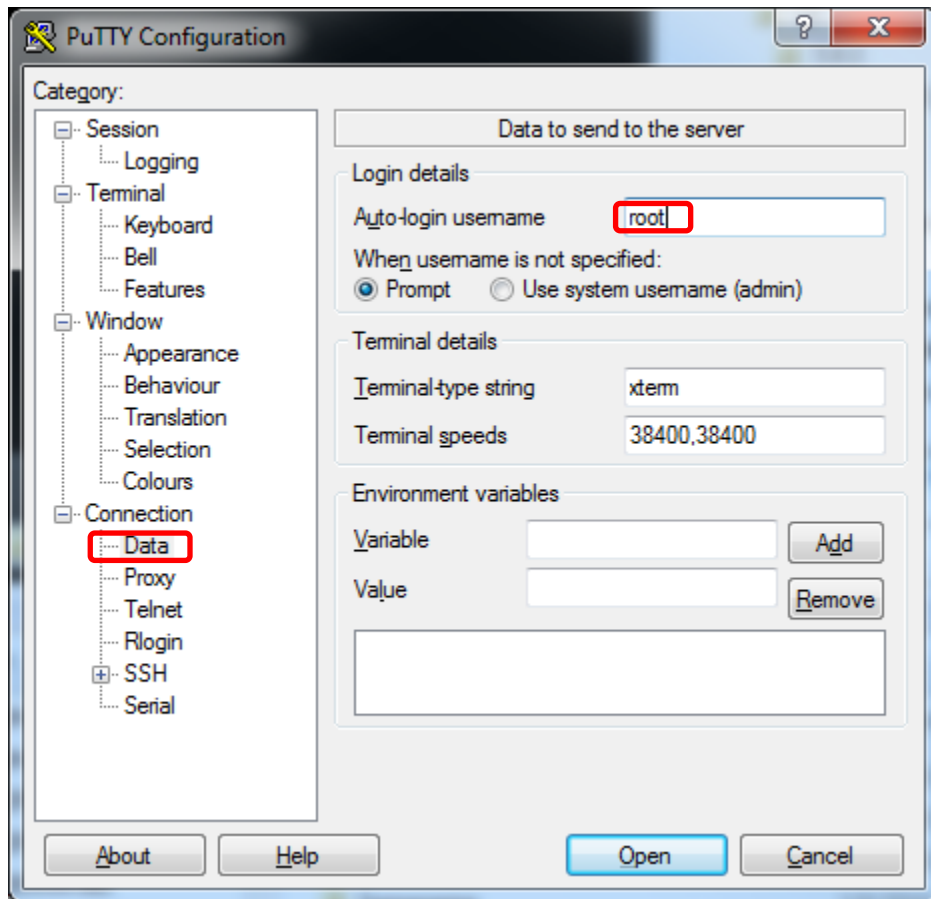 PuTTY Configuration
?
X
Category:
Session
Logging
Terminal
Keyboard
Bell
Features
Window
Appearance
Behaviour
Translation
Selection
Colours
Connection
Data
Proxy
Telnet
Rlogin
SSH
Serial
Data to send to the server
Login details
Auto-login username root
When username is not specified:
Prompt Use system username (admin)
Terminal details
Terminal-type string xterm
Terminal speeds 38400,38400
Environment variables
Variable Add
Value Remove
About Help Open Cancel